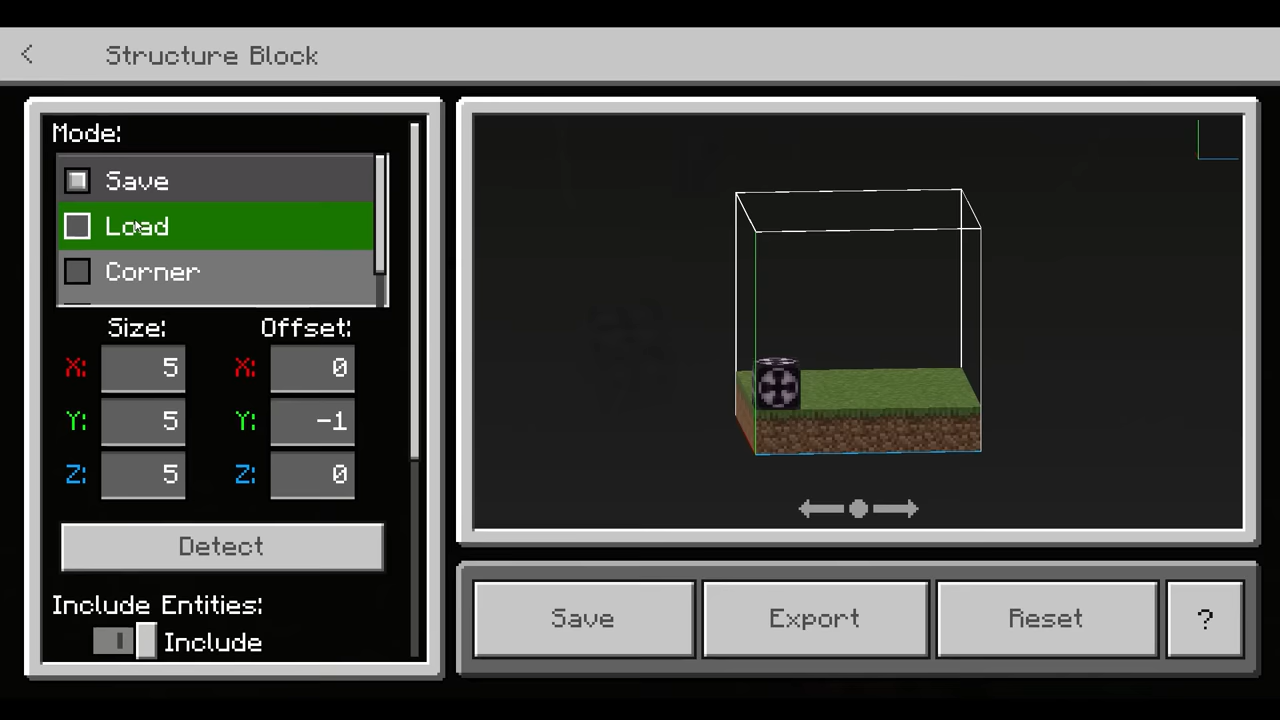 Structure Block
Mode:
Save
Load
Corner
Size: Offset:
X: 5 X: 0
Y: 5 Y: -1
Z: 5 Z: 0
Detect
Include Entities:
Include
Save Export Reset ?